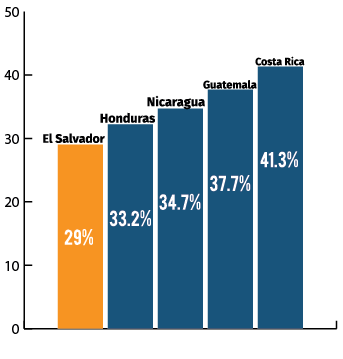 50
40
30
20
10
0
El Salvador
29%
Honduras
33.2%
Nicaragua
34.7%
Guatemala
37.7%
Costa Rica
41.3%